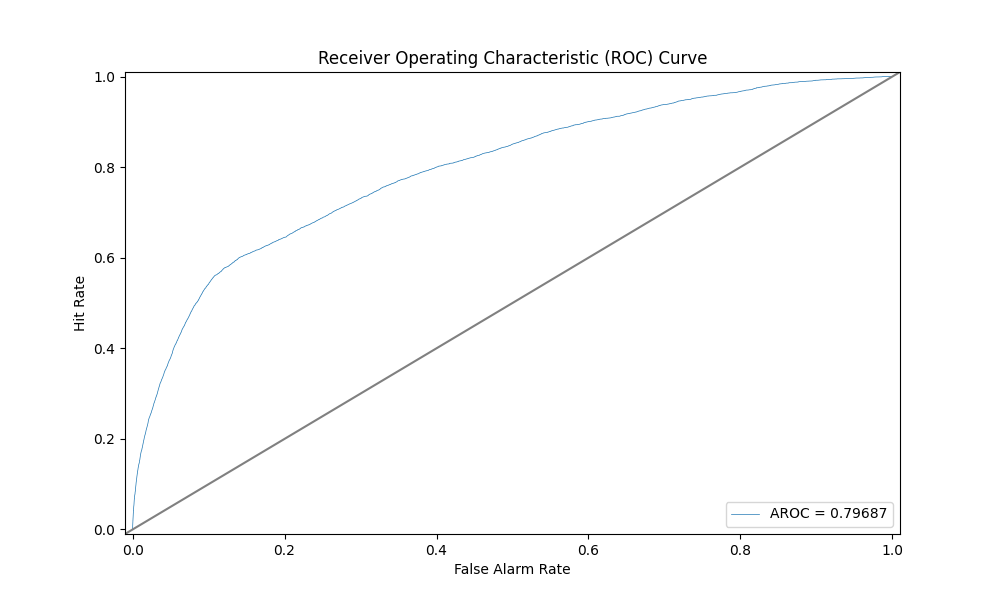 Receiver Operating Characteristic (ROC) Curve
1.0
0.8
0.6
0.4
0.2
0.0
Hit Rate
AROC = 0.79687
0.0 0.2 0.4 0.6 0.8 1.0
False Alarm Rate